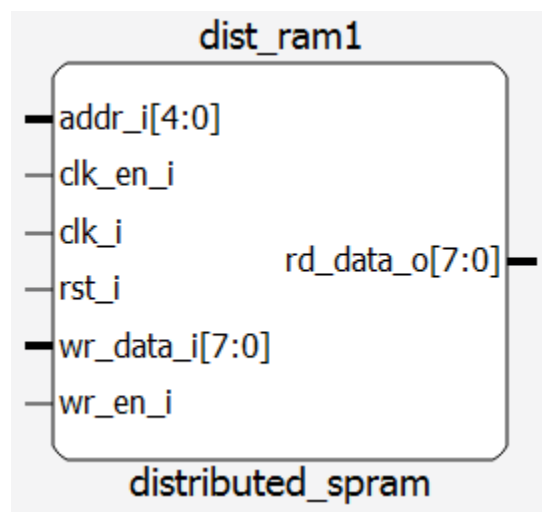 dist_ram1
addr_i[4:0]
clk_en_i
clk_i
rst_i
wr_data_i[7:0]
wr_en_i
rd_data_o[7:0]
distributed_spram